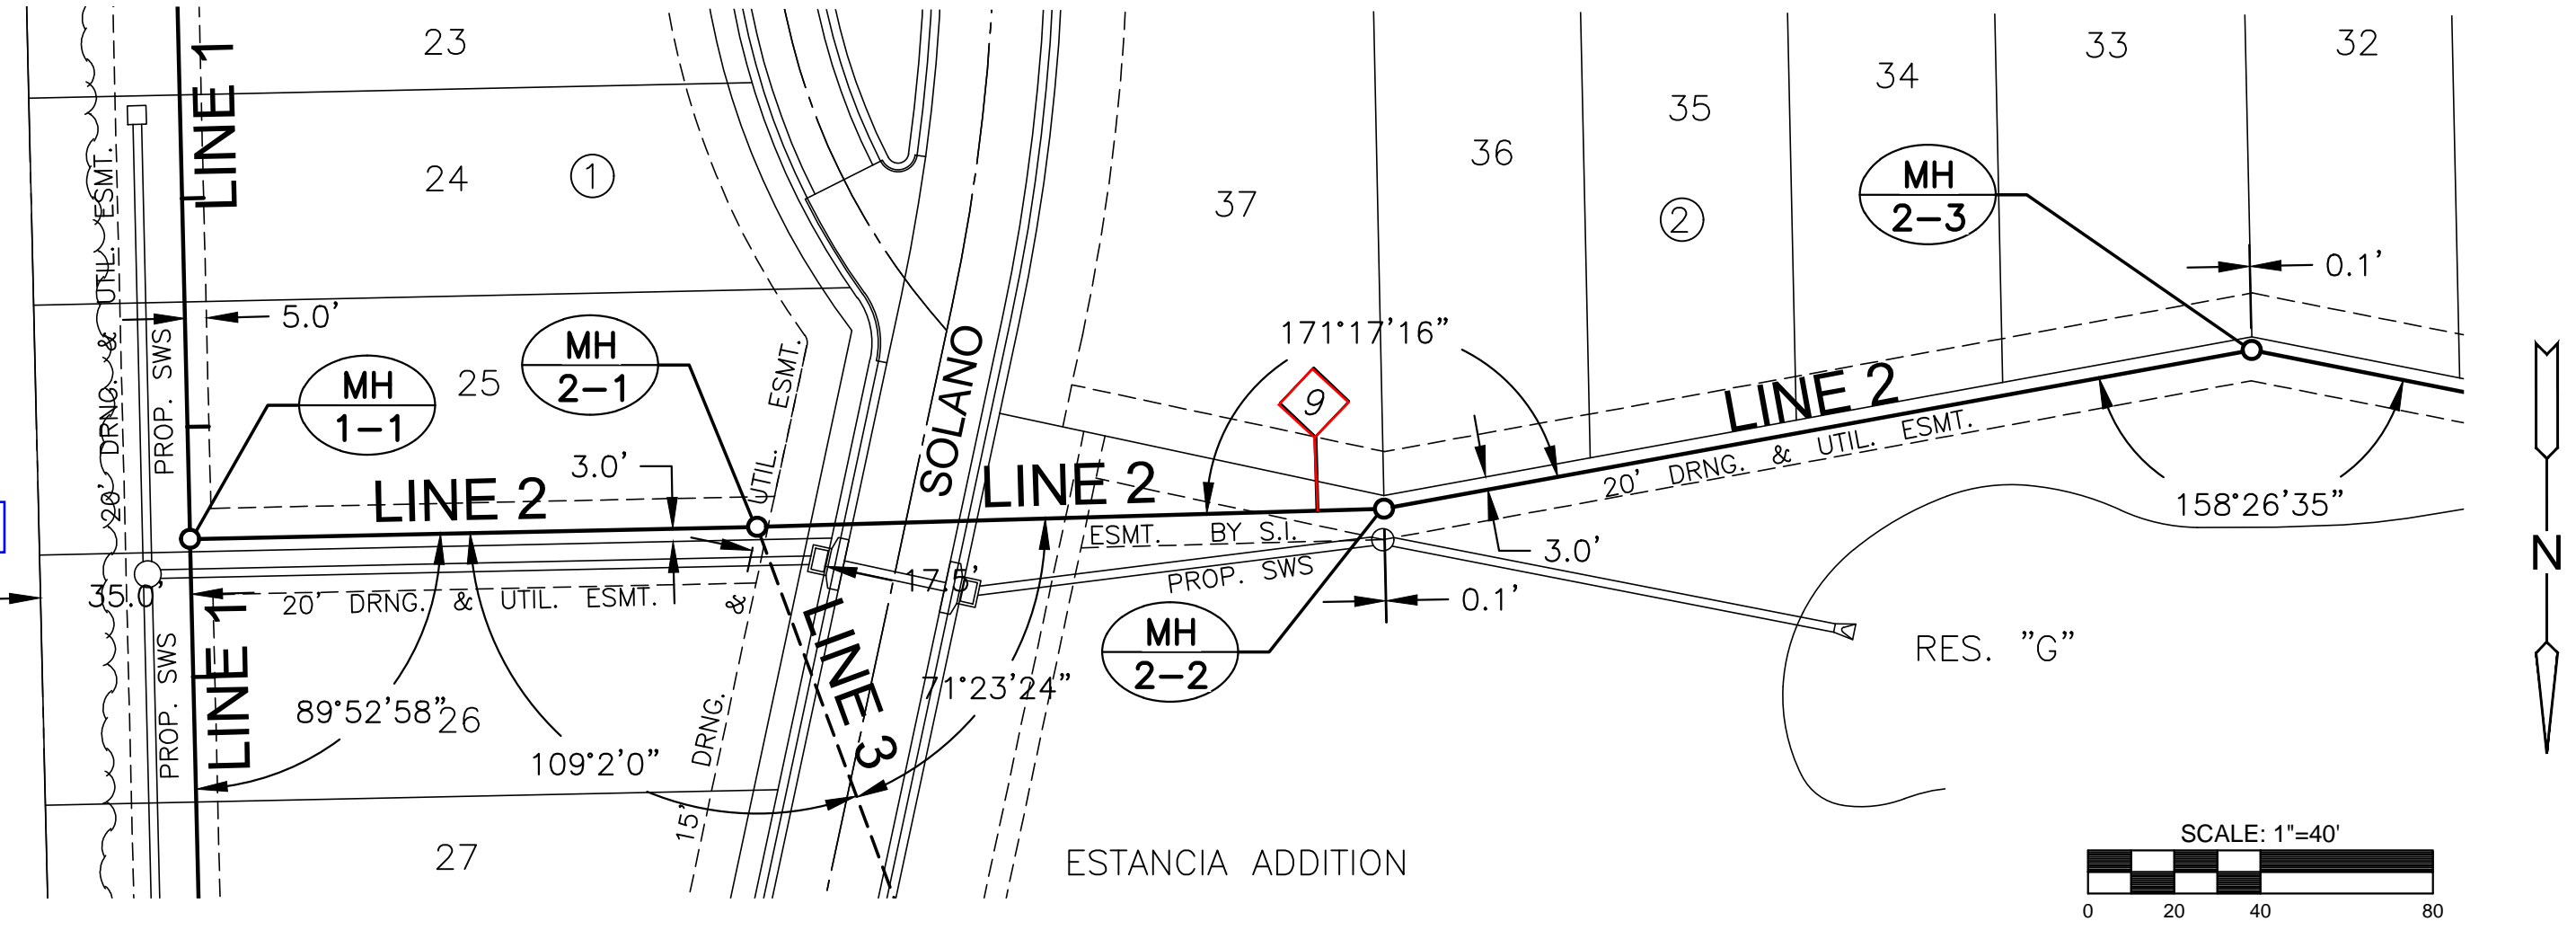 23
33
32
34
LINE 1
35
24
1
36
MH
2-3
20' DRNG. & UTIL. ESMT.
37
2
0.1'
5.0'
PROP. SWS
MH
2-1
171°17'16"
25
MH
1-1
ESMT.
SOLANO
9
LINE 2
UTIL.
3.0'
LINE 2
LINE 2
20' DRNG. & UTIL. ESMT.
158°26'35"
ESMT. BY S.I.
3.0'
N
35.0'
20' DRNG. & UTIL. ESMT.
&
17.5'
PROP. SWS
0.1'
LINE 1
PROP. SWS
LINE 3
MH
2-2
RES. "G"
89°52'58"
26
71°23'24"
109°2'0"
DRNG.
15'
27
ESTANCIA ADDITION
SCALE: 1"=40'
0 20 40 80